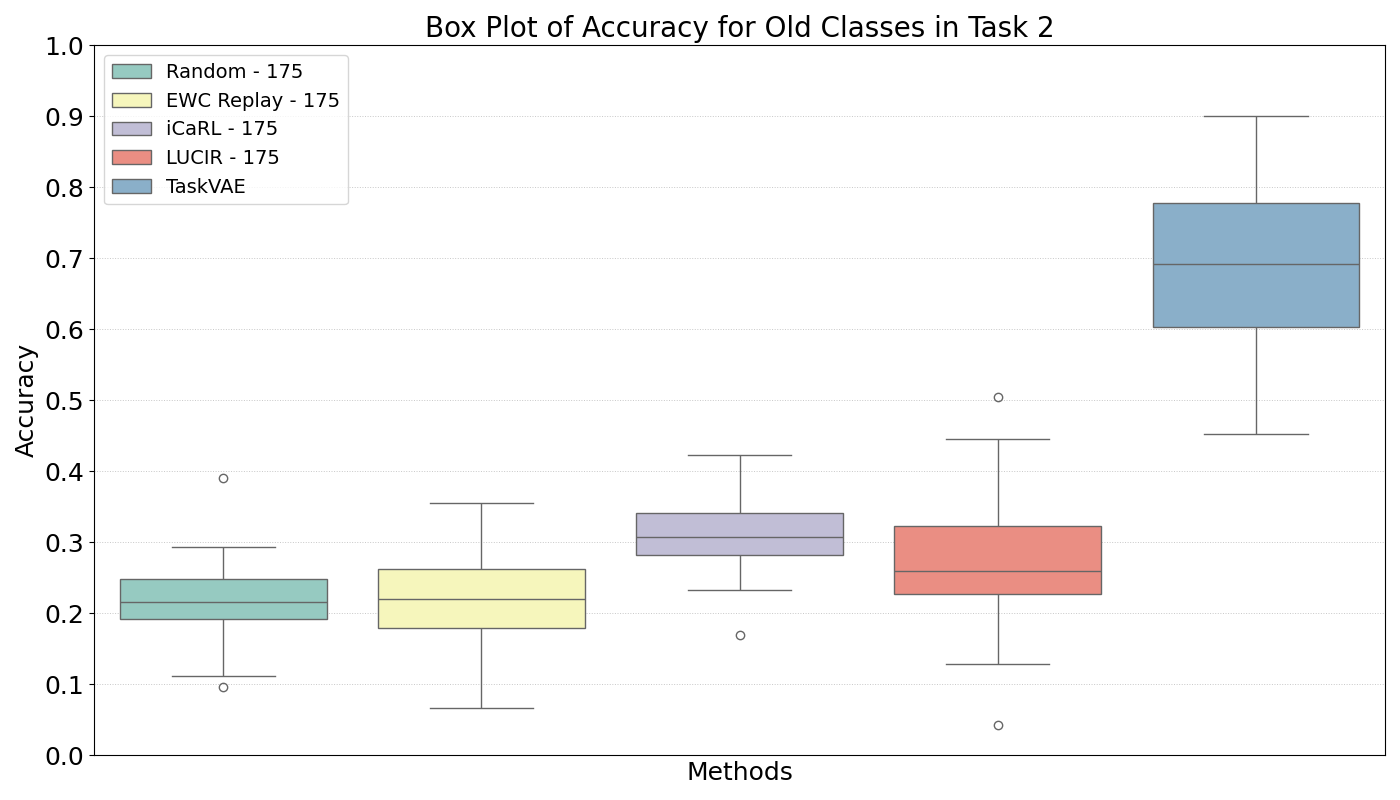 Box Plot of Accuracy for Old Classes in Task 2
1.0
0.9
0.8
0.7
0.6
0.5
0.4
0.3
0.2
0.1
0.0
Accuracy
Random - 175
EWC Replay - 175
iCaRL - 175
LUCIR - 175
TaskVAE
Methods